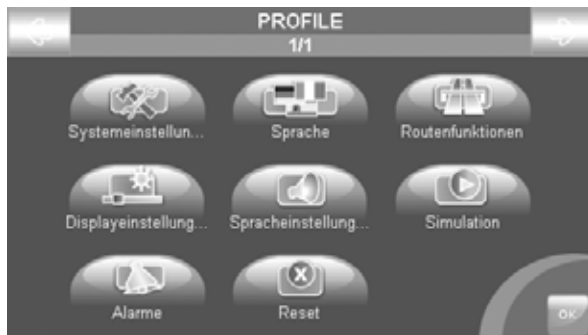 PROFILE
1/1
Systemeinstellun...
Sprache
Routenfunktionen
Displayeinstellung...
Spracheinstellung...
Simulation
Alarme
Reset
OK